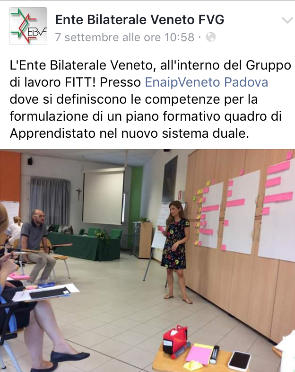 Ente Bilaterale Veneto FVG
7 settembre alle ore 10:58 ·
EBVF
L'Ente Bilaterale Veneto, all'interno del Gruppo
di lavoro FITT! Presso EnaipVeneto Padova
dove si definiscono le competenze per la
formulazione di un piano formativo quadro di
Apprendistato nel nuovo sistema duale.